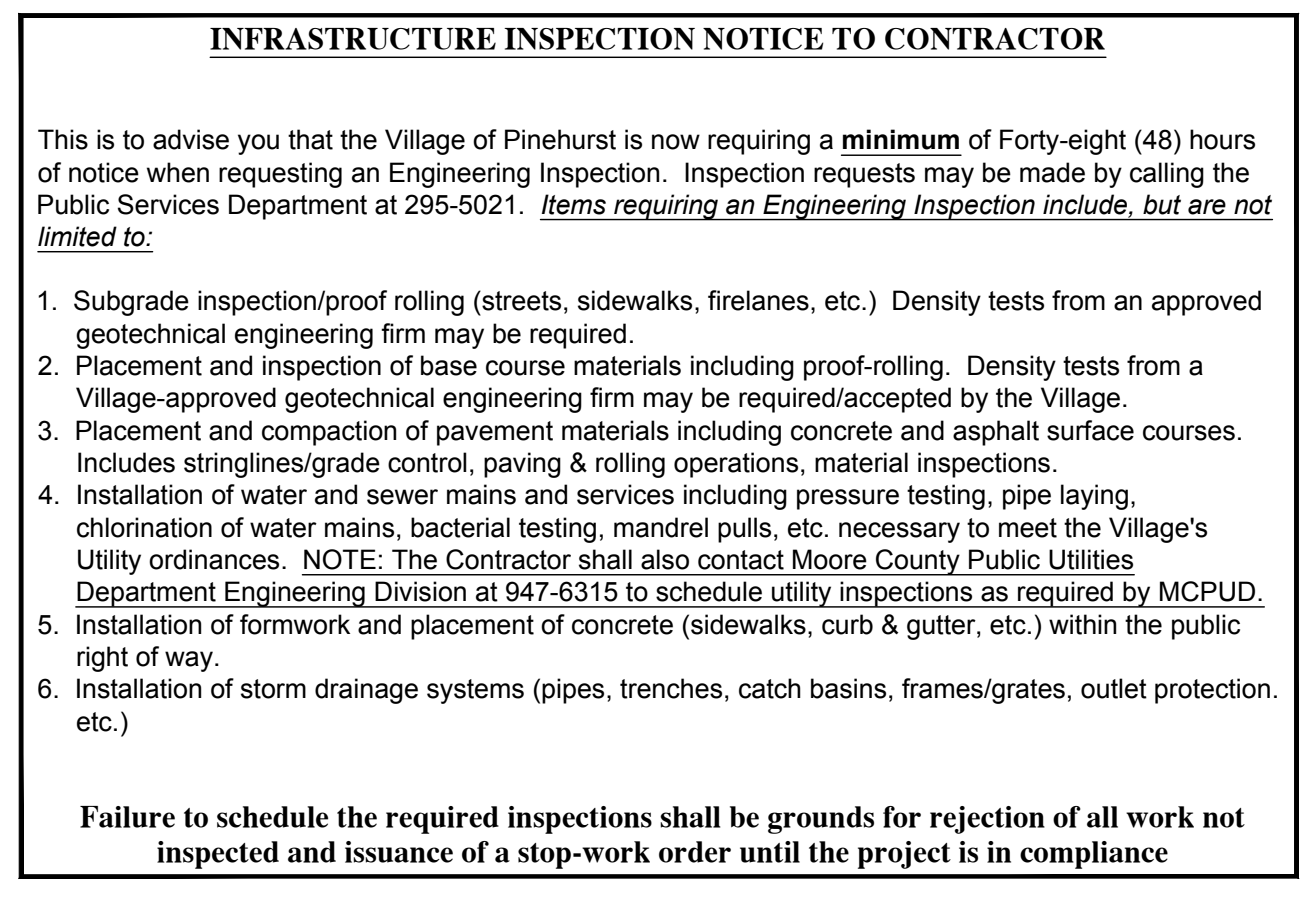 INFRASTRUCTURE INSPECTION NOTICE TO CONTRACTOR
This is to advise you that the Village of Pinehurst is now requiring a minimum of Forty-eight (48) hours
of notice when requesting an Engineering Inspection. Inspection requests may be made by calling the
Public Services Department at 295-5021. Items requiring an Engineering Inspection include, but are not
limited to:
1. Subgrade inspection/proof rolling (streets, sidewalks, firelanes, etc.) Density tests from an approved
geotechnical engineering firm may be required.
2. Placement and inspection of base course materials including proof-rolling. Density tests from a
Village-approved geotechnical engineering firm may be required/accepted by the Village.
3. Placement and compaction of pavement materials including concrete and asphalt surface courses.
Includes stringlines/grade control, paving & rolling operations, material inspections.
4. Installation of water and sewer mains and services including pressure testing, pipe laying,
chlorination of water mains, bacterial testing, mandrel pulls, etc. necessary to meet the Village's
Utility ordinances. NOTE: The Contractor shall also contact Moore County Public Utilities
Department Engineering Division at 947-6315 to schedule utility inspections as required by MCPUD.
5. Installation of formwork and placement of concrete (sidewalks, curb & gutter, etc.) within the public
right of way.
6. Installation of storm drainage systems (pipes, trenches, catch basins, frames/grates, outlet protection.
etc.)
Failure to schedule the required inspections shall be grounds for rejection of all work not
inspected and issuance of a stop-work order until the project is in compliance